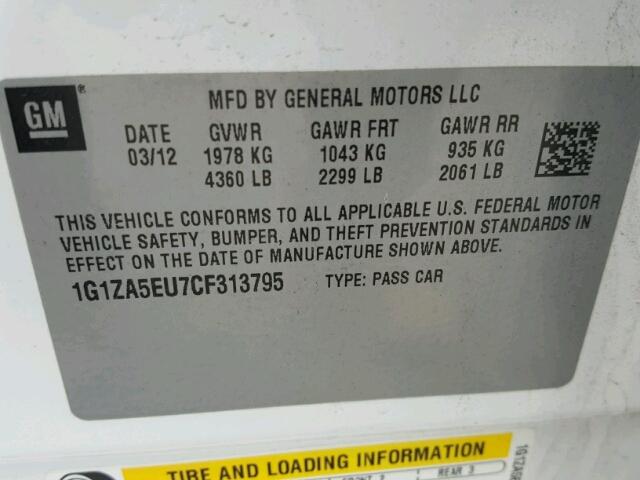 GM®
MFD BY GENERAL MOTORS LLC
DATE GVWR GAWR FRT GAWR RR
03/12 1978 KG 1043 KG 935 KG
4360 LB 2299 LB 2061 LB
THIS VEHICLE CONFORMS TO ALL APPLICABLE U.S. FEDERAL MOTOR
VEHICLE SAFETY, BUMPER, AND THEFT PREVENTION STANDARDS IN
EFFECT ON THE DATE OF MANUFACTURE SHOWN ABOVE.
1G1ZA5EU7CF313795 TYPE: PASS CAR
TIRE AND LOADING INFORMATION
REAR 3